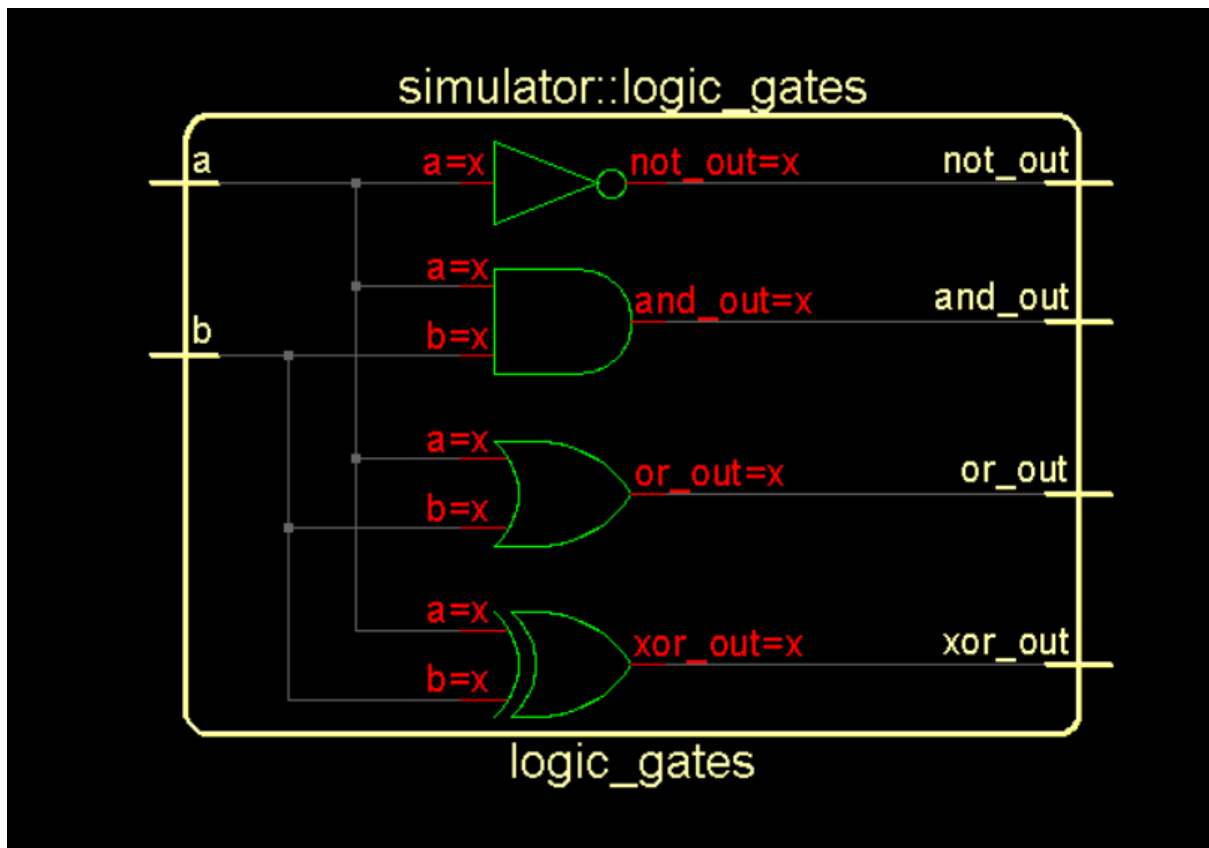 simulator::logic_gates
a a=x not_out=x not_out
a=x and_out=x and_out
b b=x
a=x or_out=x or_out
b=x
a=x xor_out=x xor_out
b=x
logic_gates